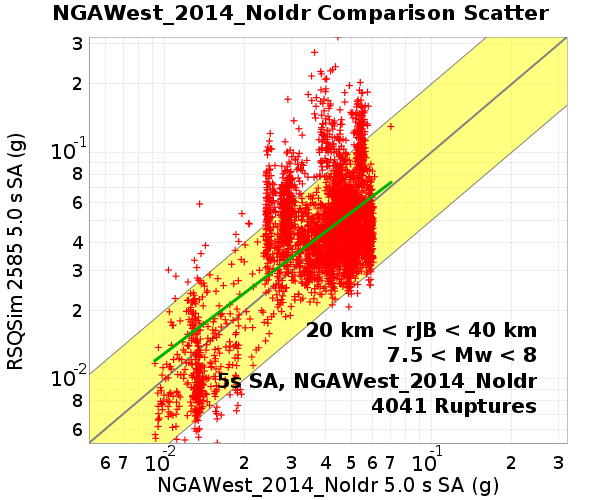 NGAWest_2014_NoIdr Comparison Scatter
RSQSim 2585 5.0 s SA (g)
3
2
10-1
8
6
4
3
2
10-2
8
6
20 km < rJB < 40 km
7.5 < Mw < 8
5s SA, NGAWest_2014_NoIdr
4041 Ruptures
6 7 10-2 2 3 4 5 6 7 10-1 2 3
NGAWest_2014_NoIdr 5.0 s SA (g)